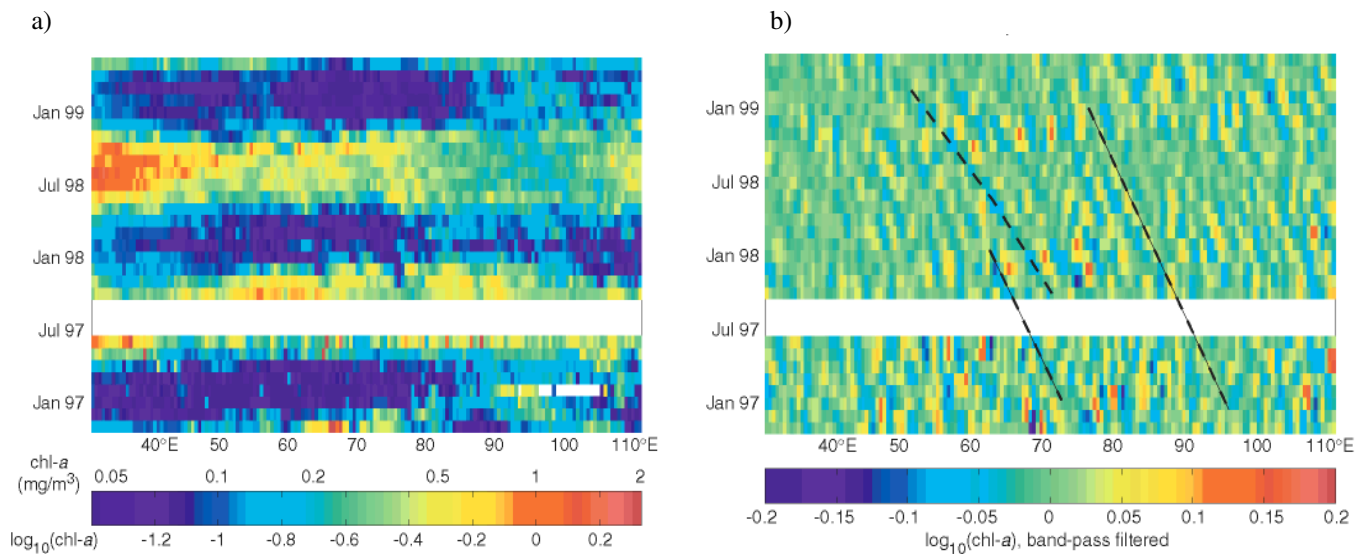 a)
Jan 99
Jul 98
Jan 98
Jul 97
Jan 97
40°E 50 60 70 80 90 100 110°E
chl-a
(mg/m³)
0.05 0.1 0.2 0.5 1 2
log₁₀(chl-a) -1.2 -1 -0.8 -0.6 -0.4 -0.2 0 0.2
b)
Jan 99
Jul 98
Jan 98
Jul 97
Jan 97
40°E 50 60 70 80 90 100 110°E
-0.2 -0.15 -0.1 -0.05 0 0.05 0.1 0.15 0.2
log₁₀(chl-a), band-pass filtered